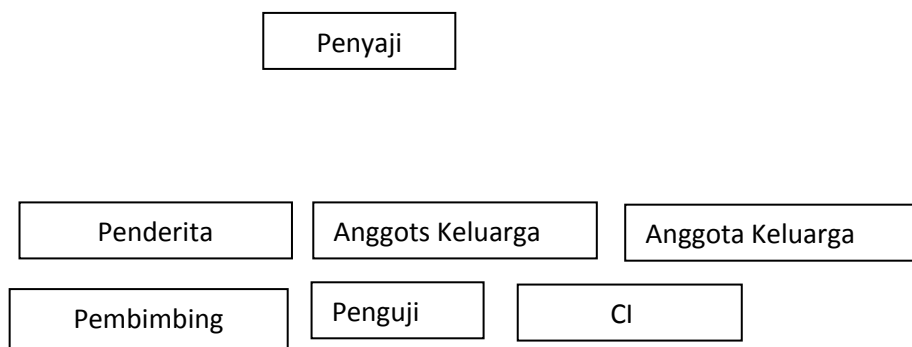 Penyaji
Penderita
Anggots Keluarga
Anggota Keluarga
Pembimbing
Penguji
CI